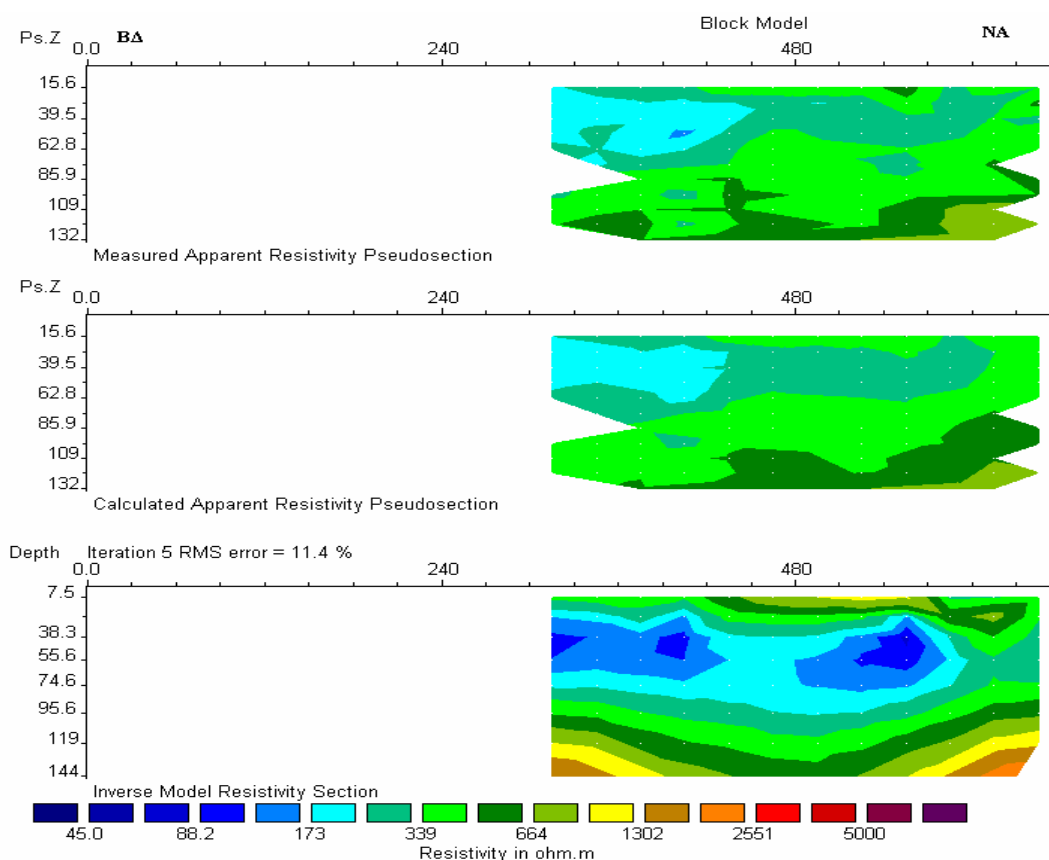 Block Model
Ps.Z 0.0 ΒΔ 240 480 NA
15.6
39.5
62.8
85.9
109
132
Measured Apparent Resistivity Pseudosection
Ps.Z 0.0 240 480
15.6
39.5
62.8
85.9
109
132
Calculated Apparent Resistivity Pseudosection
Depth Iteration 5 RMS error = 11.4 %
0.0 240 480
7.5
38.3
55.6
74.6
95.6
119
144
Inverse Model Resistivity Section
45.0 88.2 173 339 664 1302 2551 5000
Resistivity in ohm.m